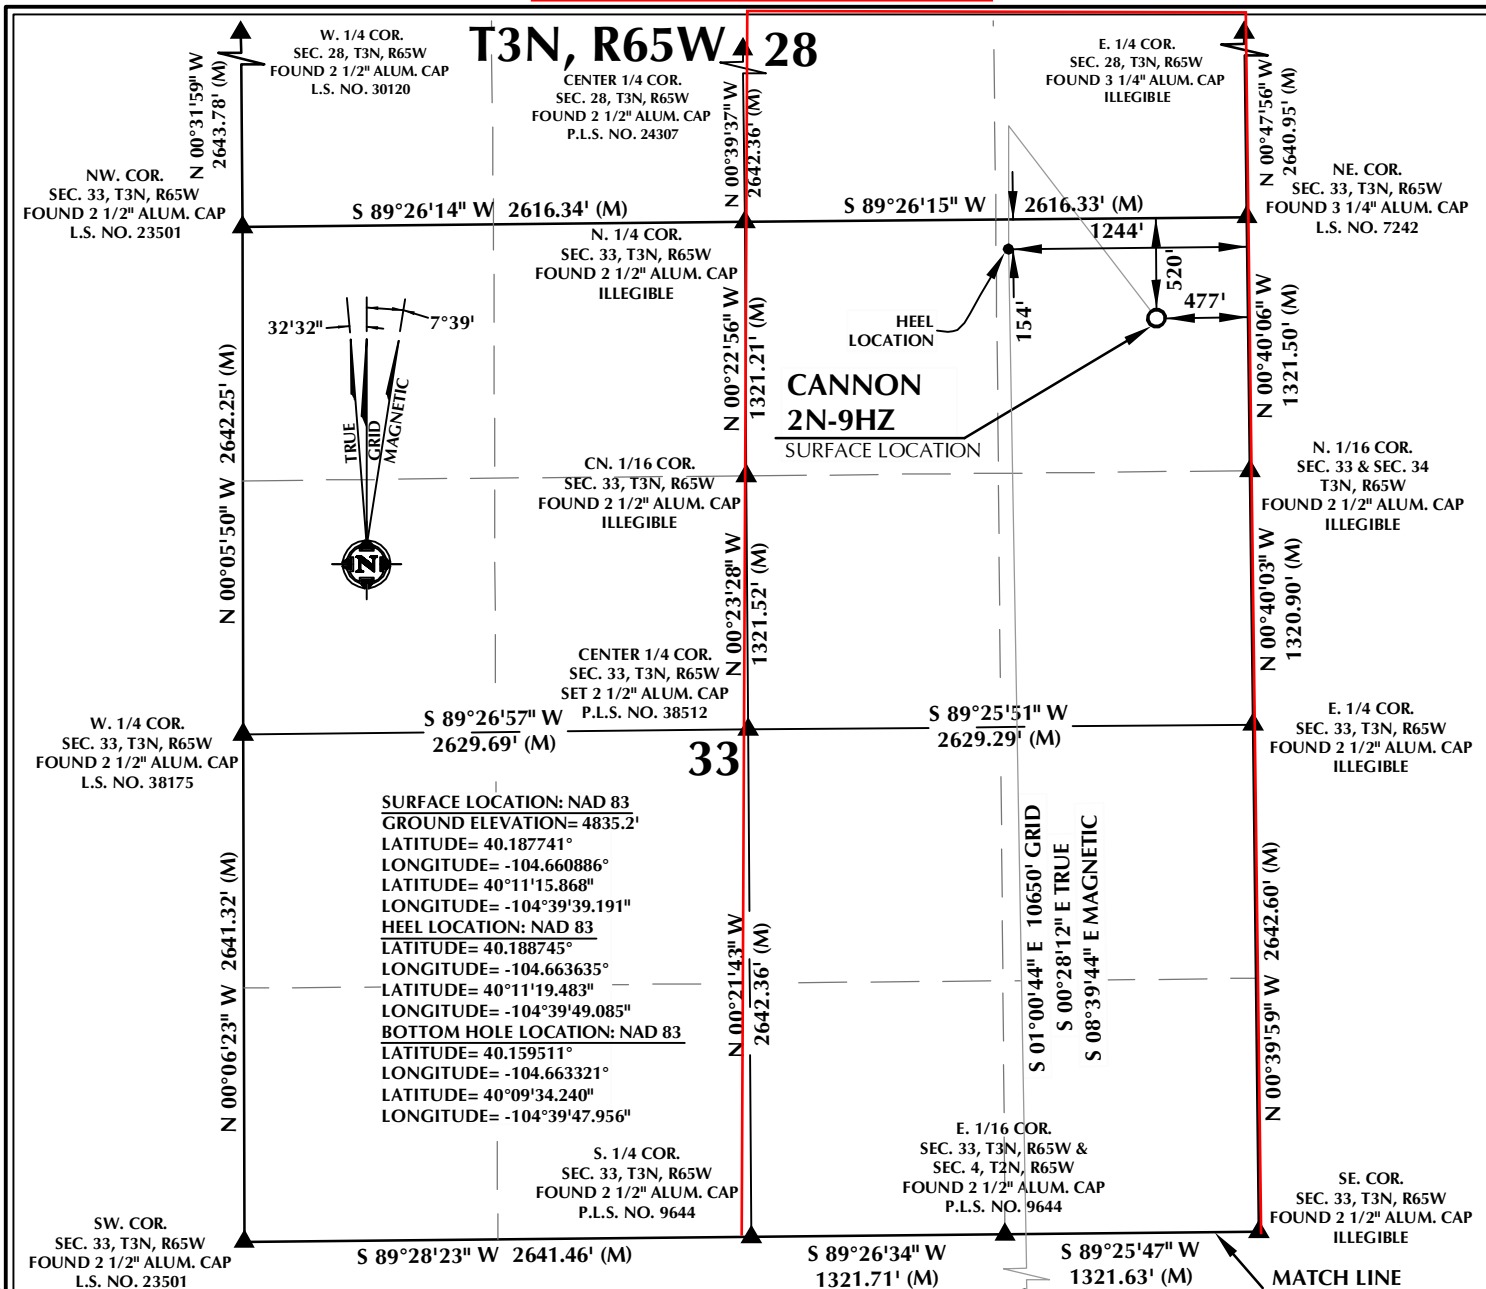 T3N, R65W
28
W. 1/4 COR.
SEC. 28, T3N, R65W
FOUND 2 1/2" ALUM. CAP
L.S. NO. 30120
CENTER 1/4 COR.
SEC. 28, T3N, R65W
FOUND 2 1/2" ALUM. CAP
P.L.S. NO. 24307
E. 1/4 COR.
SEC. 28, T3N, R65W
FOUND 3 1/4" ALUM. CAP
ILLEGIBLE
N 00°31'59" W
2643.78' (M)
N 00°39'37" W
2642.36' (M)
N 00°47'56" W
2640.95' (M)
NW. COR.
SEC. 33, T3N, R65W
FOUND 2 1/2" ALUM. CAP
L.S. NO. 23501
S 89°26'14" W 2616.34' (M)
S 89°26'15" W 2616.33' (M)
NE. COR.
SEC. 33, T3N, R65W
FOUND 3 1/4" ALUM. CAP
L.S. NO. 7242
N. 1/4 COR.
SEC. 33, T3N, R65W
FOUND 2 1/2" ALUM. CAP
ILLEGIBLE
1244'
520'
477'
154'
HEEL
LOCATION
32'32"
7°39'
TRUE
GRID
MAGNETIC
N
CANNON
2N-9HZ
SURFACE LOCATION
N 00°05'50" W 2642.25' (M)
N 00°22'56" W
1321.21' (M)
N 00°40'06" W
1321.50' (M)
CN. 1/16 COR.
SEC. 33, T3N, R65W
FOUND 2 1/2" ALUM. CAP
ILLEGIBLE
N. 1/16 COR.
SEC. 33 & SEC. 34
T3N, R65W
FOUND 2 1/2" ALUM. CAP
ILLEGIBLE
N 00°23'28" W
1321.52' (M)
N 00°40'03" W
1320.90' (M)
CENTER 1/4 COR.
SEC. 33, T3N, R65W
SET 2 1/2" ALUM. CAP
P.L.S. NO. 38512
W. 1/4 COR.
SEC. 33, T3N, R65W
FOUND 2 1/2" ALUM. CAP
L.S. NO. 38175
S 89°26'57" W
2629.69' (M)
33
S 89°25'51" W
2629.29' (M)
E. 1/4 COR.
SEC. 33, T3N, R65W
FOUND 2 1/2" ALUM. CAP
ILLEGIBLE
SURFACE LOCATION: NAD 83
GROUND ELEVATION= 4835.2'
LATITUDE= 40.187741°
LONGITUDE= -104.660886°
LATITUDE= 40°11'15.868"
LONGITUDE= -104°39'39.191"
HEEL LOCATION: NAD 83
LATITUDE= 40.188745°
LONGITUDE= -104.663635°
LATITUDE= 40°11'19.483"
LONGITUDE= -104°39'49.085"
BOTTOM HOLE LOCATION: NAD 83
LATITUDE= 40.159511°
LONGITUDE= -104.663321°
LATITUDE= 40°09'34.240"
LONGITUDE= -104°39'47.956"
N 00°06'23" W 2641.32' (M)
N 00°21'43" W
2642.36' (M)
S 01°00'44" E 10650' GRID
S 00°28'12" E TRUE
S 08°39'44" E MAGNETIC
N 00°39'59" W 2642.60' (M)
S. 1/4 COR.
SEC. 33, T3N, R65W
FOUND 2 1/2" ALUM. CAP
P.L.S. NO. 9644
E. 1/16 COR.
SEC. 33, T3N, R65W &
SEC. 4, T2N, R65W
FOUND 2 1/2" ALUM. CAP
P.L.S. NO. 9644
SE. COR.
SEC. 33, T3N, R65W
FOUND 2 1/2" ALUM. CAP
ILLEGIBLE
SW. COR.
SEC. 33, T3N, R65W
FOUND 2 1/2" ALUM. CAP
L.S. NO. 23501
S 89°28'23" W 2641.46' (M)
S 89°26'34" W
1321.71' (M)
S 89°25'47" W
1321.63' (M)
MATCH LINE